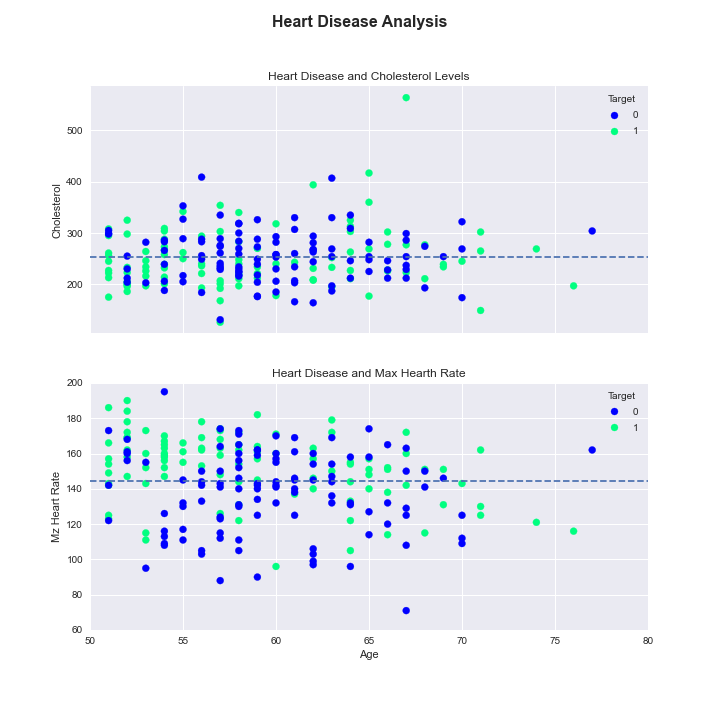 Heart Disease Analysis
Heart Disease and Cholesterol Levels
Target
0
1
Cholesterol
500
400
300
200
Heart Disease and Max Hearth Rate
Target
0
1
Mz Heart Rate
200
180
160
140
120
100
80
60
50 55 60 65 70 75 80
Age